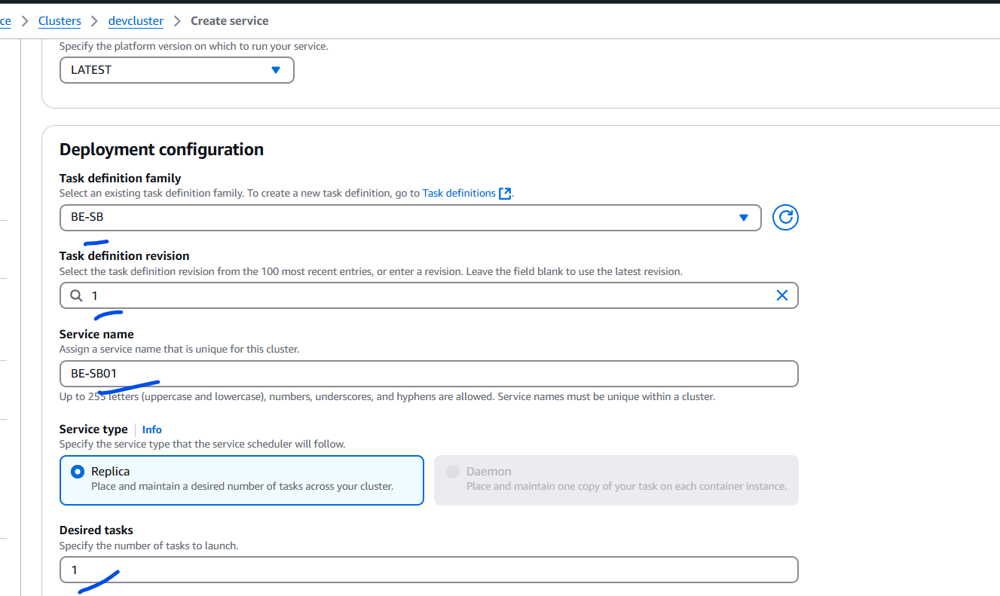 ce > Clusters > devcluster > Create service
Specify the platform version on which to run your service.
LATEST
Deployment configuration
Task definition family
Select an existing task definition family. To create a new task definition, go to Task definitions.
BE-SB
Task definition revision
Select the task definition revision from the 100 most recent entries, or enter a revision. Leave the field blank to use the latest revision.
1
Service name
Assign a service name that is unique for this cluster.
BE-SB01
Up to 255 letters (uppercase and lowercase), numbers, underscores, and hyphens are allowed. Service names must be unique within a cluster.
Service type | Info
Specify the service type that the service scheduler will follow.
Replica
Place and maintain a desired number of tasks across your cluster.
Daemon
Place and maintain one copy of your task on each container instance.
Desired tasks
Specify the number of tasks to launch.
1